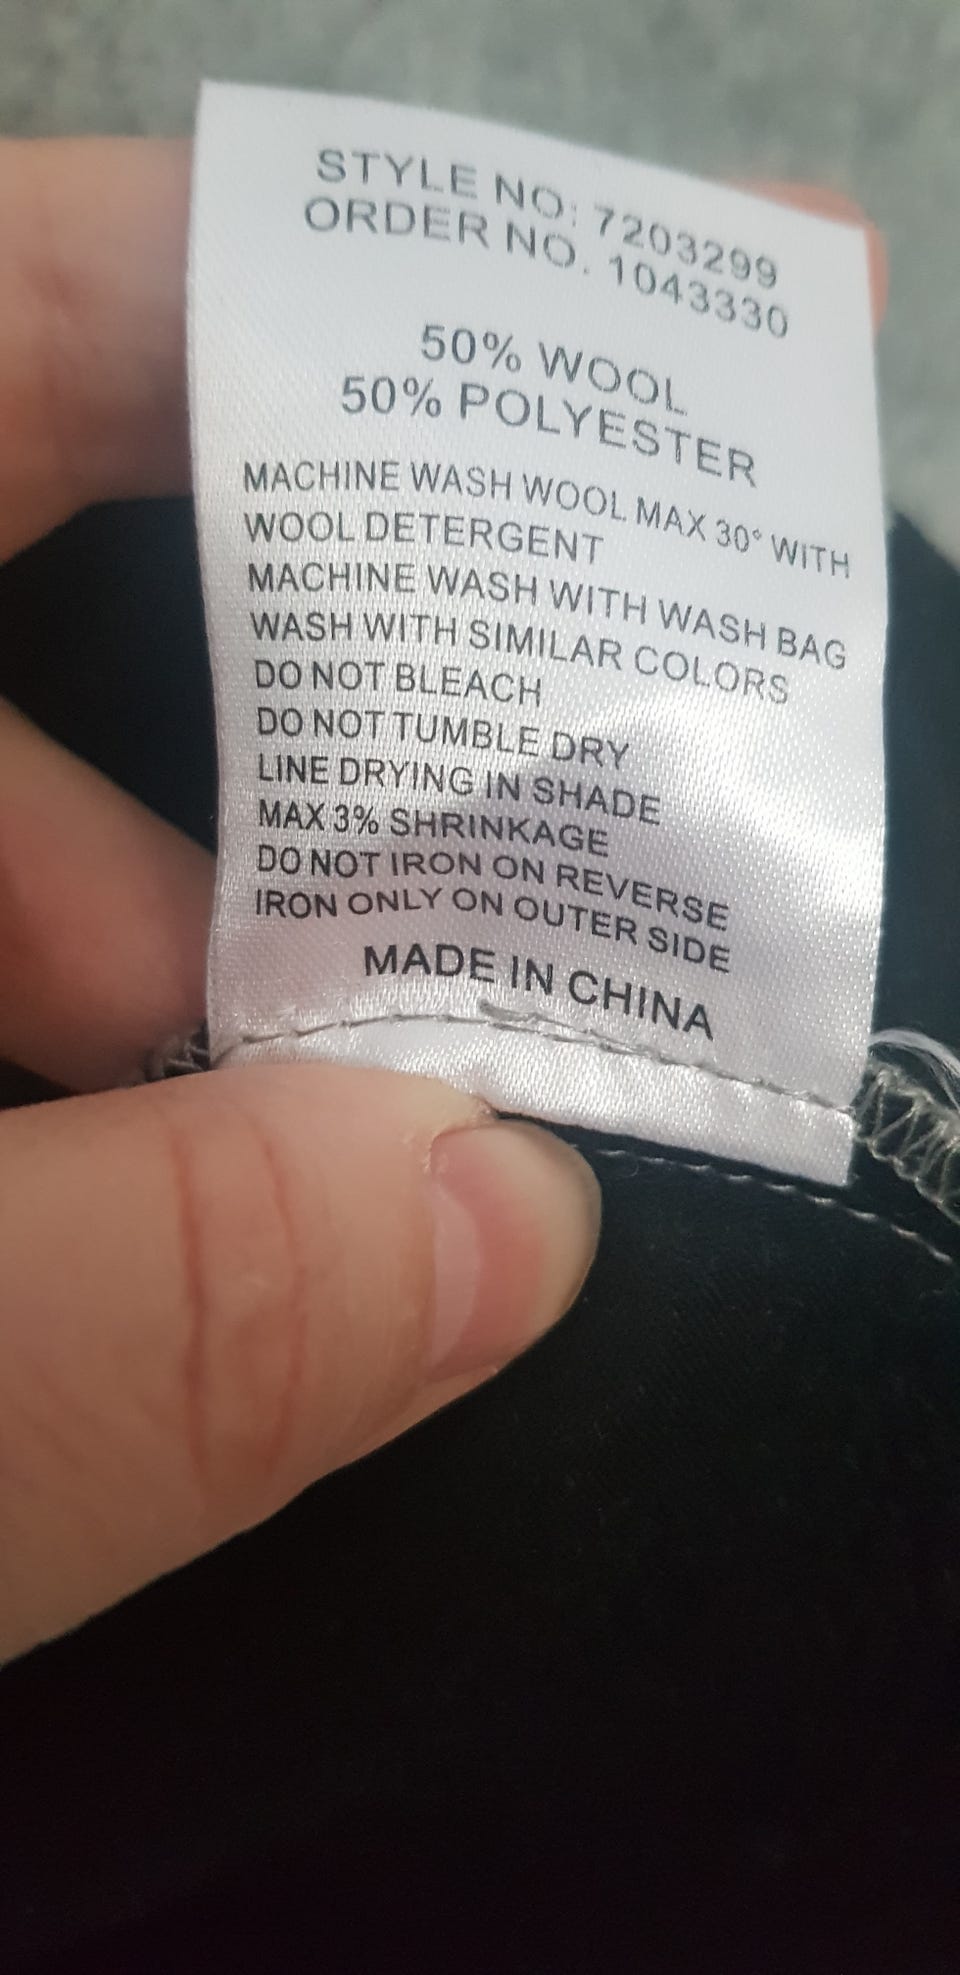 STYLE NO: 7203299
ORDER NO. 1043330
50% WOOL
50% POLYESTER
MACHINE WASH WOOL MAX 30° WITH
WOOL DETERGENT
MACHINE WASH WITH WASH BAG
WASH WITH SIMILAR COLORS
DO NOT BLEACH
DO NOT TUMBLE DRY
LINE DRYING IN SHADE
MAX 3% SHRINKAGE
DO NOT IRON ON REVERSE
IRON ONLY ON OUTER SIDE
MADE IN CHINA